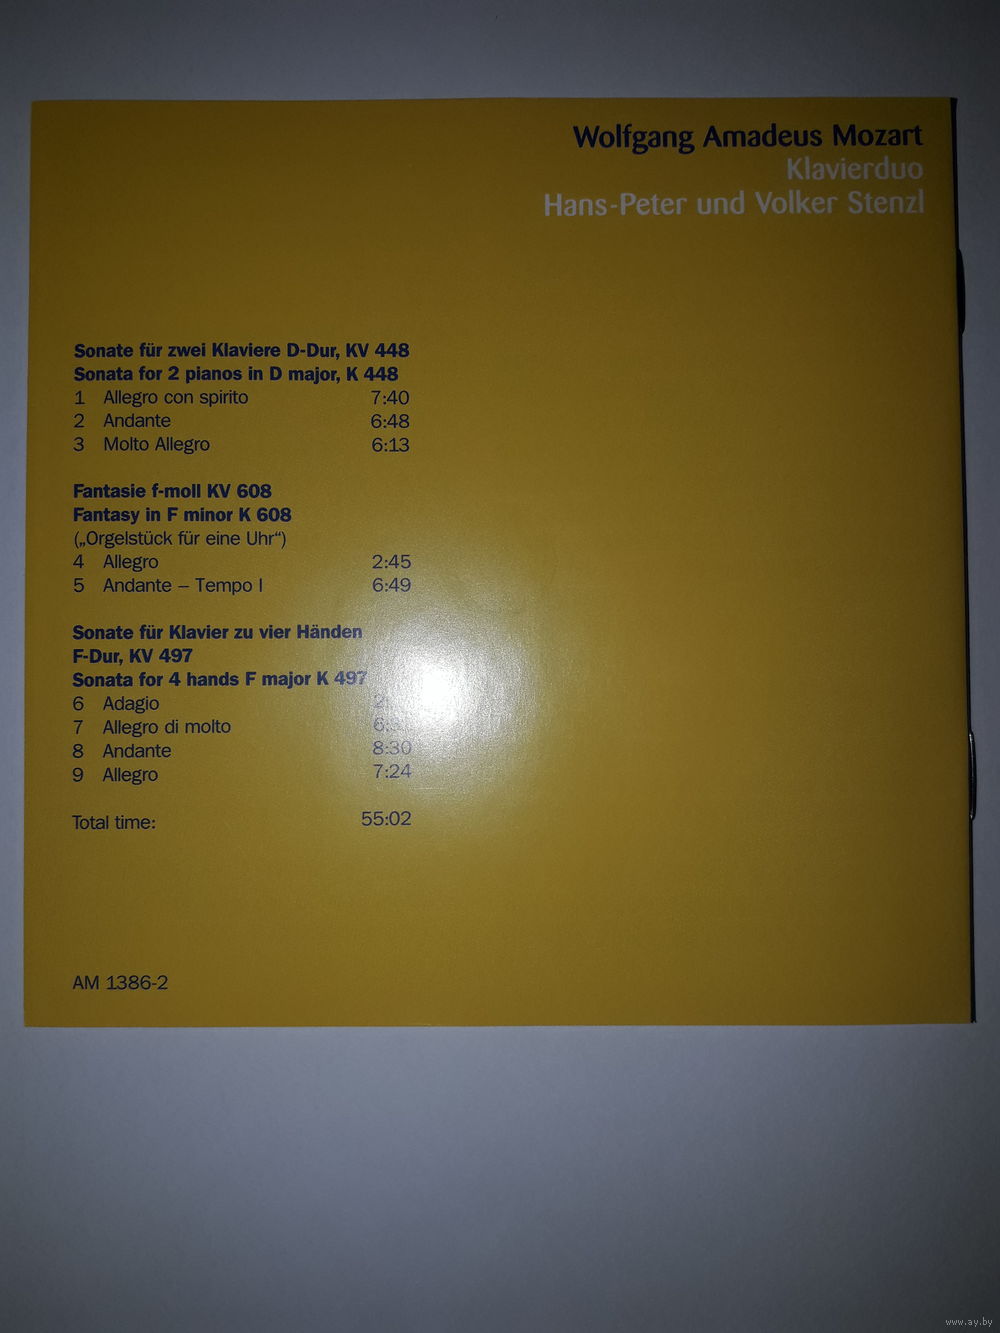 Wolfgang Amadeus Mozart
Klavierduo
Hans-Peter und Volker Stenzl
Sonate für zwei Klaviere D-Dur, KV 448
Sonata for 2 pianos in D major, K 448
1 Allegro con spirito 7:40
2 Andante 6:48
3 Molto Allegro 6:13
Fantasie f-moll KV 608
Fantasy in F minor K 608
(„Orgelstück für eine Uhr“)
4 Allegro 2:45
5 Andante – Tempo I 6:49
Sonate für Klavier zu vier Händen
F-Dur, KV 497
Sonata for 4 hands F major K 497
6 Adagio
7 Allegro di molto
8 Andante 8:30
9 Allegro 7:24
Total time: 55:02
AM 1386-2
www.ay.by